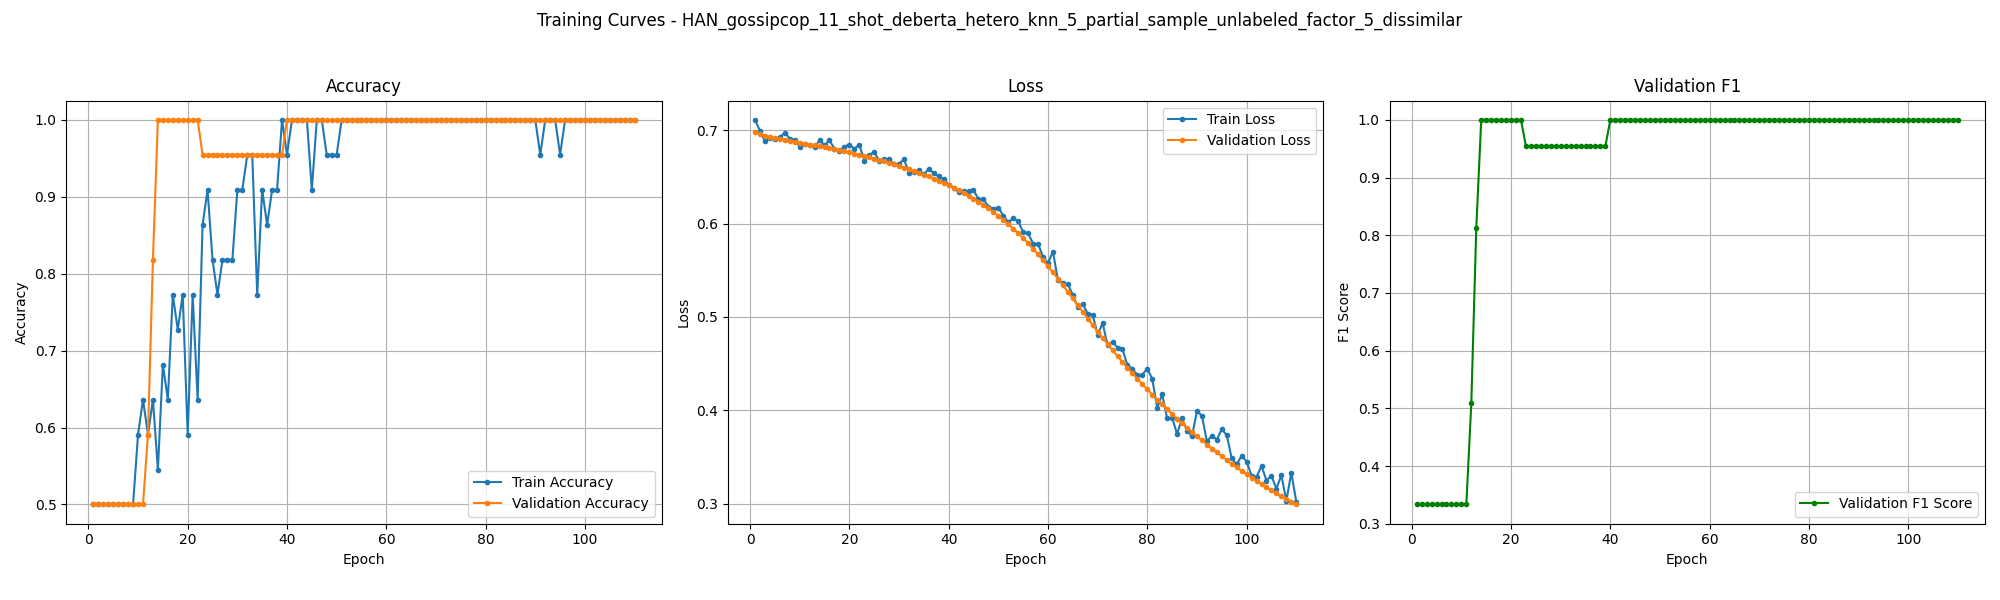 Training Curves - HAN_gossipcop_11_shot_deberta_hetero_knn_5_partial_sample_unlabeled_factor_5_dissimilar
Accuracy
1.0
0.9
0.8
0.7
0.6
0.5
Accuracy
0 20 40 60 80 100
Epoch
Train Accuracy
Validation Accuracy
Loss
0.7
0.6
0.5
0.4
0.3
Loss
0 20 40 60 80 100
Epoch
Train Loss
Validation Loss
Validation F1
1.0
0.9
0.8
0.7
0.6
0.5
0.4
0.3
F1 Score
0 20 40 60 80 100
Epoch
Validation F1 Score